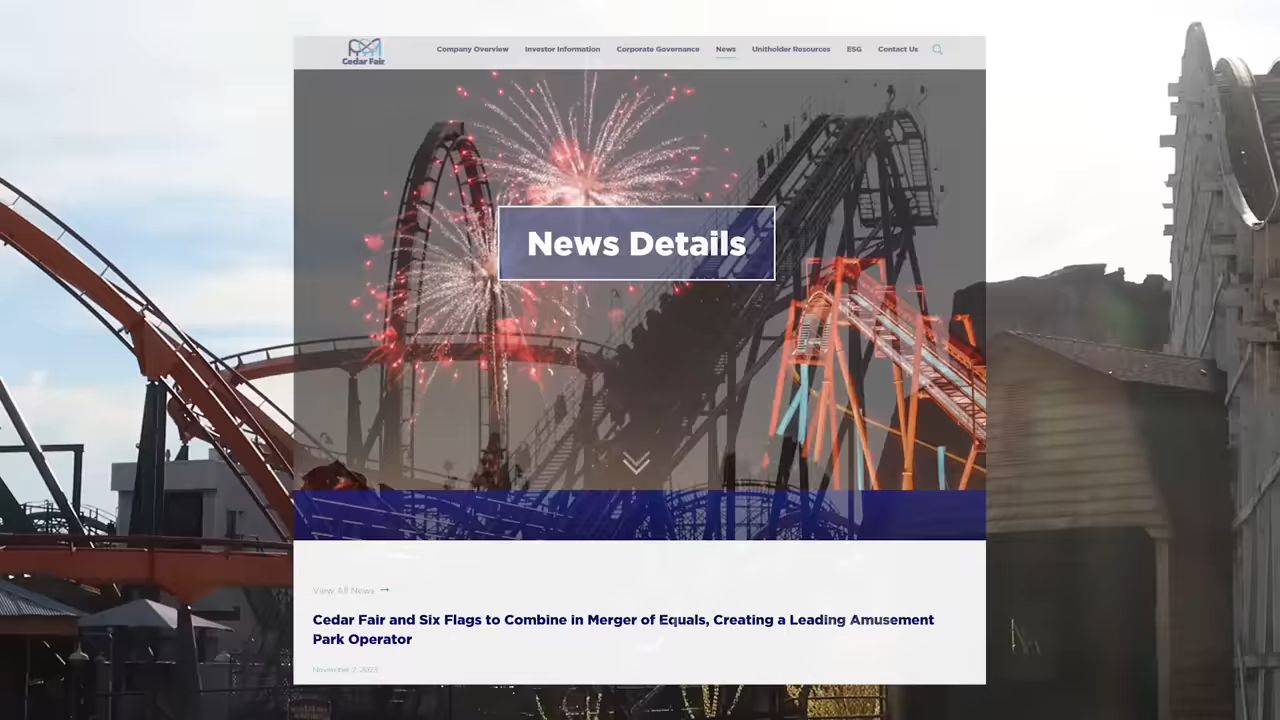 Cedar Fair
Company Overview Investor Information Corporate Governance News Unitholder Resources ESG Contact Us
News Details
View All News
Cedar Fair and Six Flags to Combine in Merger of Equals, Creating a Leading Amusement
Park Operator
November 2, 2023